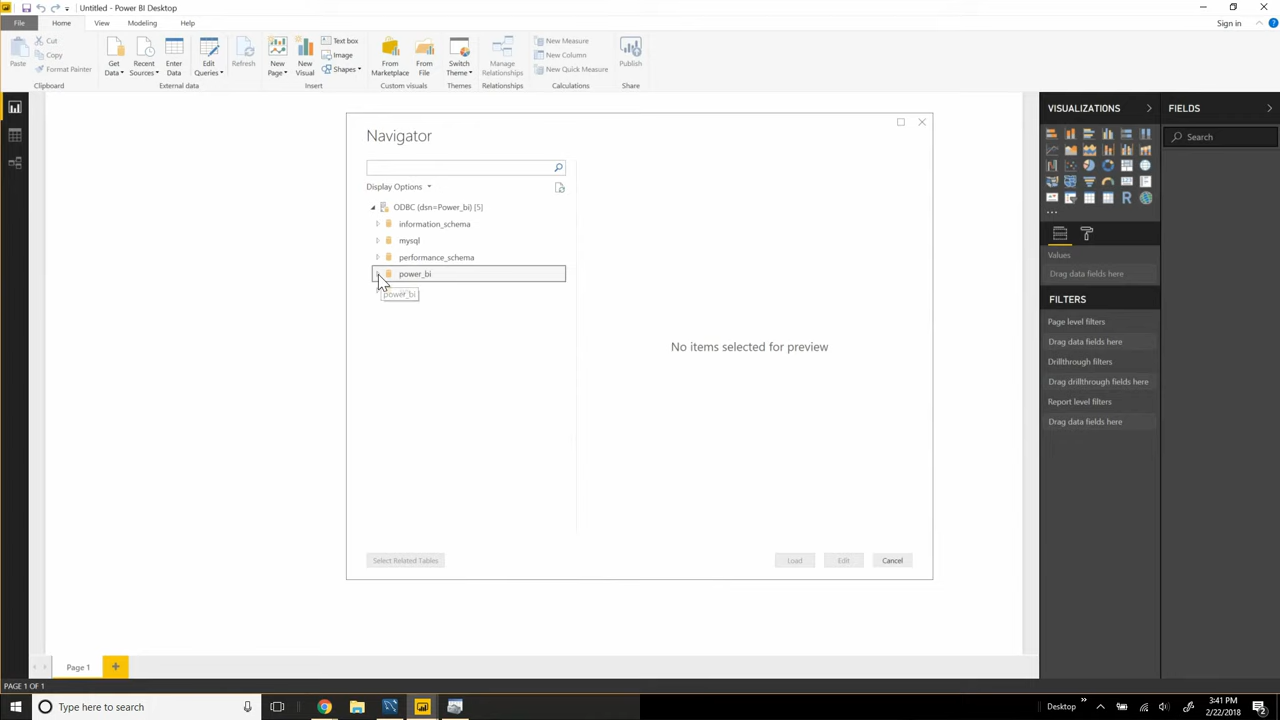 Untitled - Power BI Desktop
File Home View Modeling Help Sign in
Paste Cut Copy Format Painter
Get Data Recent Sources Enter Data Edit Queries Refresh
New Page New Visual Text box Image Shapes
From Marketplace From File Switch Theme Manage Relationships
New Measure New Column New Quick Measure Publish
Clipboard External data Insert Custom visuals Themes Relationships Calculations Share
VISUALIZATIONS FIELDS
Search
Navigator
Display Options
ODBC (dsn=Power_bi) [5]
information_schema
mysql
performance_schema
power_bi
power_bi
No items selected for preview
Select Related Tables Load Edit Cancel
R
Values
Drag data fields here
FILTERS
Page level filters
Drag data fields here
Drillthrough filters
Drag drillthrough fields here
Report level filters
Drag data fields here
Page 1
PAGE 1 OF 1
Type here to search
Desktop
3:41 PM
2/22/2018
2